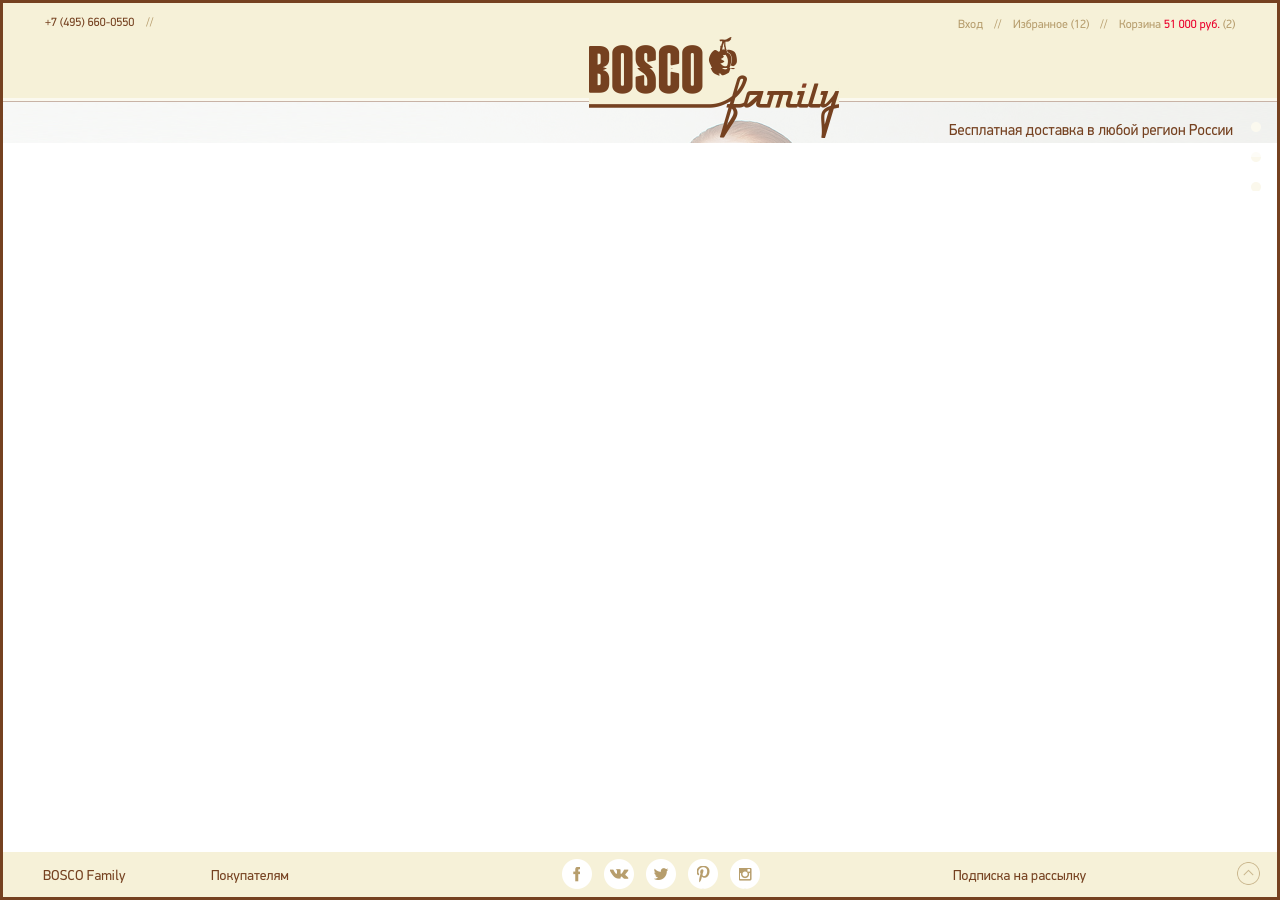 +7 (495) 660-0550 //
Вход // Избранное (12) // Корзина 51 000 руб. (2)
BOSCO
family
Бесплатная доставка в любой регион России
BOSCO Family
Покупателям
Подписка на рассылку